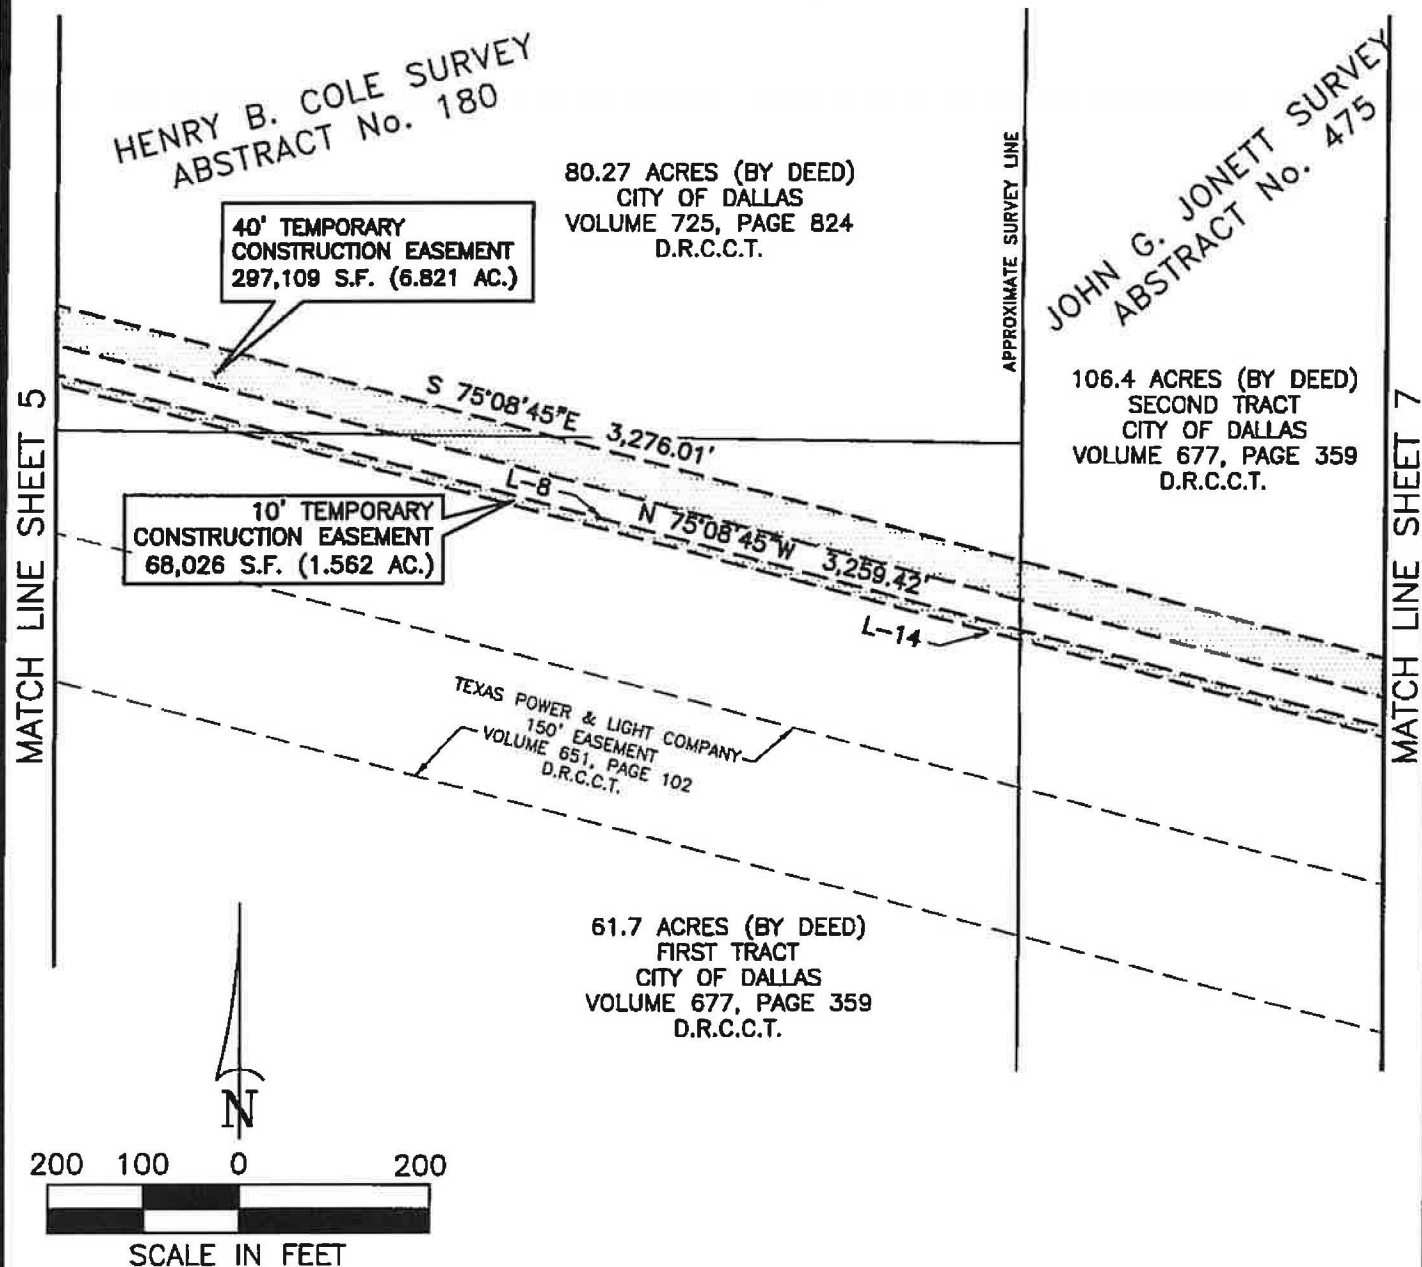 HENRY B. COLE SURVEY
ABSTRACT No. 180
80.27 ACRES (BY DEED)
CITY OF DALLAS
VOLUME 725, PAGE 824
D.R.C.C.T.
APPROXIMATE SURVEY LINE
JOHN G. JONETT SURVEY
ABSTRACT No. 475
40' TEMPORARY
CONSTRUCTION EASEMENT
297,109 S.F. (6.821 AC.)
106.4 ACRES (BY DEED)
SECOND TRACT
CITY OF DALLAS
VOLUME 677, PAGE 359
D.R.C.C.T.
MATCH LINE SHEET 5
MATCH LINE SHEET 7
S 75°08'45"E 3,276.01'
L-8
N 75°08'45"W 3,259.42'
10' TEMPORARY
CONSTRUCTION EASEMENT
68,026 S.F. (1.562 AC.)
L-14
TEXAS POWER & LIGHT COMPANY
150' EASEMENT
VOLUME 651, PAGE 102
D.R.C.C.T.
61.7 ACRES (BY DEED)
FIRST TRACT
CITY OF DALLAS
VOLUME 677, PAGE 359
D.R.C.C.T.
N
200 100 0 200
SCALE IN FEET